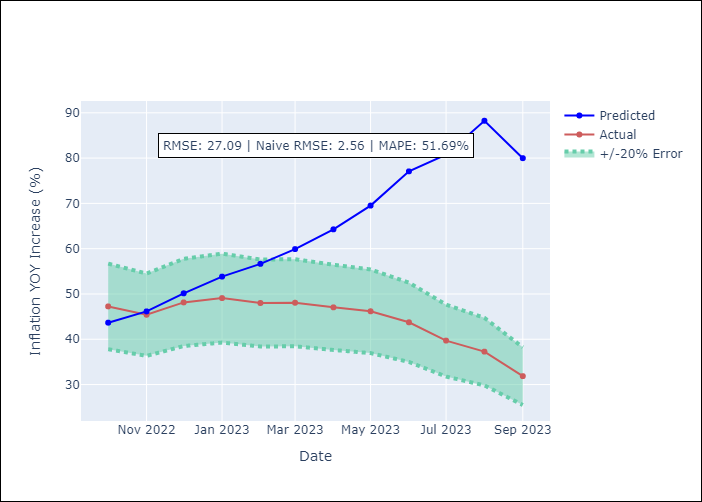 90
80
70
60
50
40
30
Inflation YOY Increase (%)
RMSE: 27.09 | Naive RMSE: 2.56 | MAPE: 51.69%
Predicted
Actual
+/-20% Error
Nov 2022
Jan 2023
Mar 2023
May 2023
Jul 2023
Sep 2023
Date